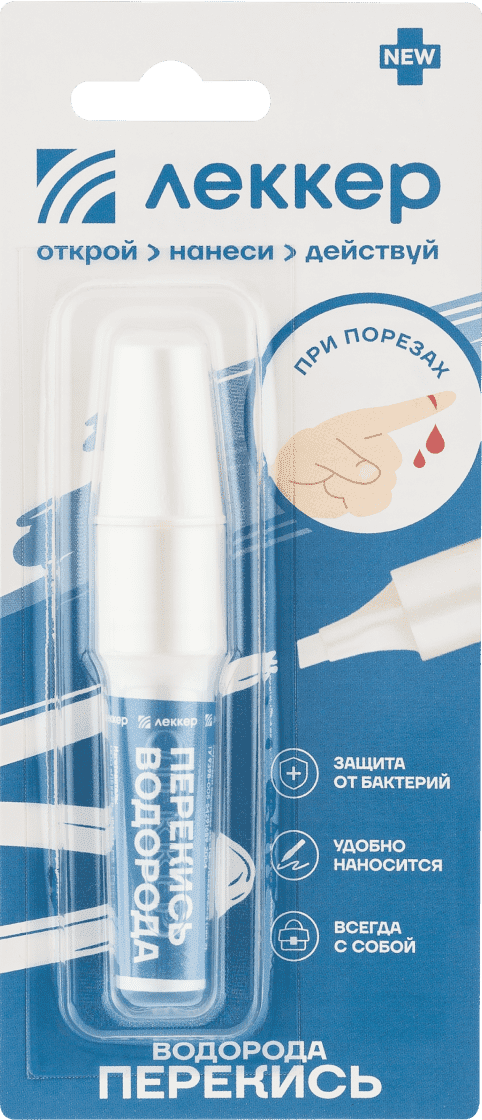 NEW
леккер
открой > нанеси > действуй
ПРИ ПОРЕЗАХ
леккер
ПЕРЕКИСЬ
ВОДОРОДА
ЗАЩИТА
ОТ БАКТЕРИЙ
УДОБНО
НАНОСИТСЯ
ВСЕГДА
С СОБОЙ
ВОДОРОДА
ПЕРЕКИСЬ